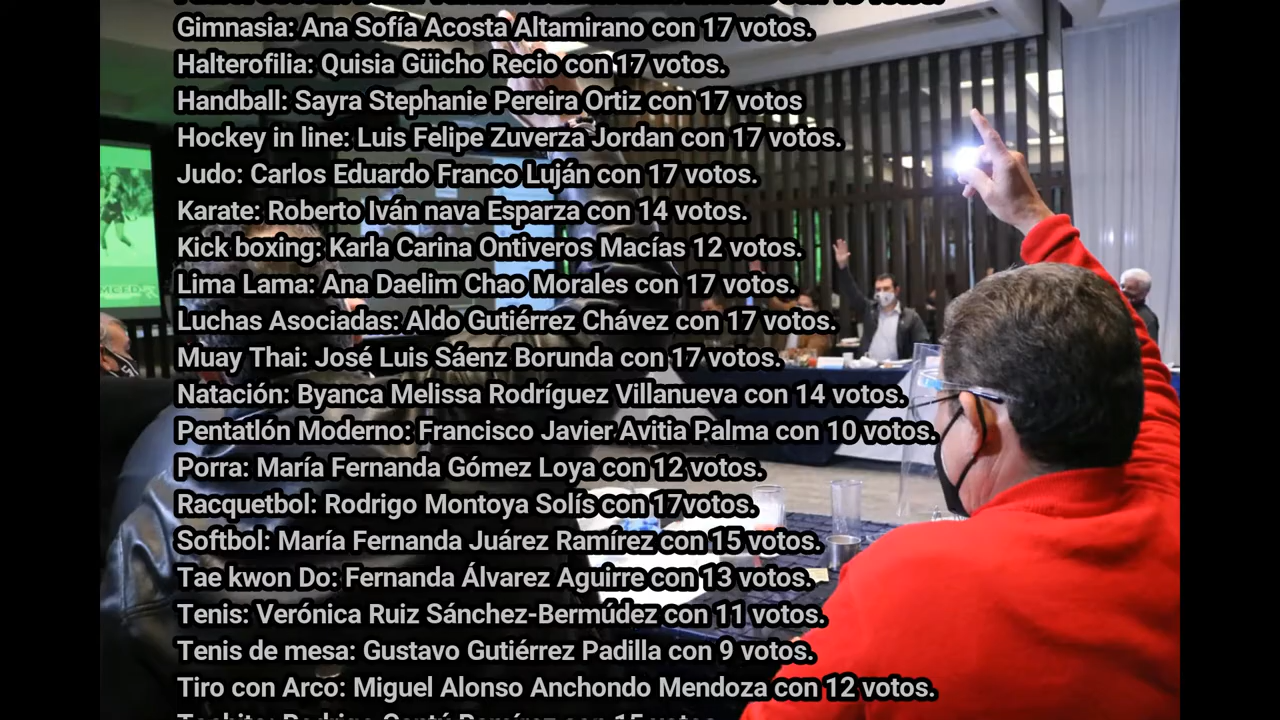 Gimnasia: Ana Sofía Acosta Altamirano con 17 votos.
Halterofilia: Quisia Güicho Recio con 17 votos.
Handball: Sayra Stephanie Pereira Ortiz con 17 votos
Hockey in line: Luis Felipe Zuverza Jordan con 17 votos.
Judo: Carlos Eduardo Franco Luján con 17 votos.
Karate: Roberto Iván nava Esparza con 14 votos.
Kick boxing: Karla Carina Ontiveros Macías 12 votos.
Lima Lama: Ana Daelim Chao Morales con 17 votos.
Luchas Asociadas: Aldo Gutiérrez Chávez con 17 votos.
Muay Thai: José Luis Sáenz Borunda con 17 votos.
Natación: Byanca Melissa Rodríguez Villanueva con 14 votos.
Pentatlón Moderno: Francisco Javier Avitia Palma con 10 votos.
Porra: María Fernanda Gómez Loya con 12 votos.
Racquetbol: Rodrigo Montoya Solís con 17votos.
Softbol: María Fernanda Juárez Ramírez con 15 votos.
Tae kwon Do: Fernanda Álvarez Aguirre con 13 votos.
Tenis: Verónica Ruiz Sánchez-Bermúdez con 11 votos.
Tenis de mesa: Gustavo Gutiérrez Padilla con 9 votos.
Tiro con Arco: Miguel Alonso Anchondo Mendoza con 12 votos.